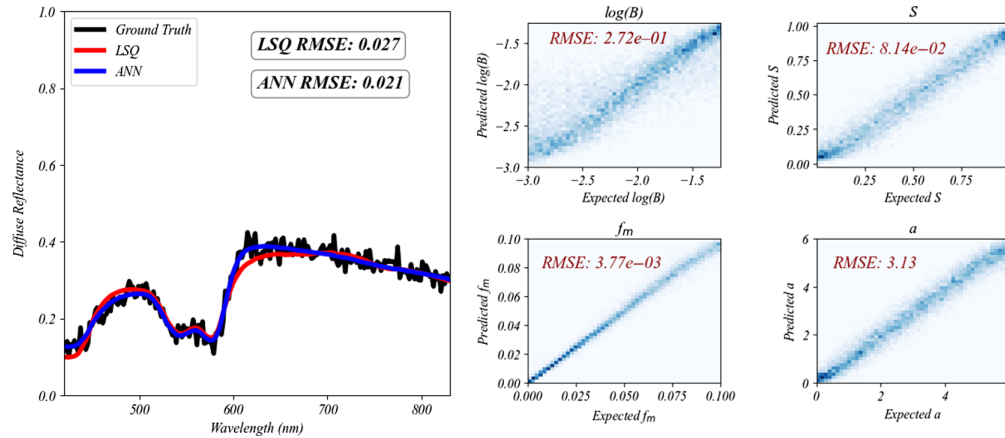 Ground Truth
LSQ
ANN
LSQ RMSE: 0.027
ANN RMSE: 0.021
1.0
0.8
0.6
0.4
0.2
0.0
Diffuse Reflectance
500
600
700
800
Wavelength (nm)
log(B)
RMSE: 2.72e−01
−1.5
−2.0
−2.5
−3.0
Predicted log(B)
−3.0
−2.5
−2.0
−1.5
Expected log(B)
S
RMSE: 8.14e−02
1.00
0.75
0.50
0.25
0.00
Predicted S
0.25
0.50
0.75
Expected S
fm
RMSE: 3.77e−03
0.10
0.08
0.06
0.04
0.02
0.00
Predicted fm
0.000
0.025
0.050
0.075
0.100
Expected fm
a
RMSE: 3.13
6
4
2
0
Predicted a
0
2
4
Expected a